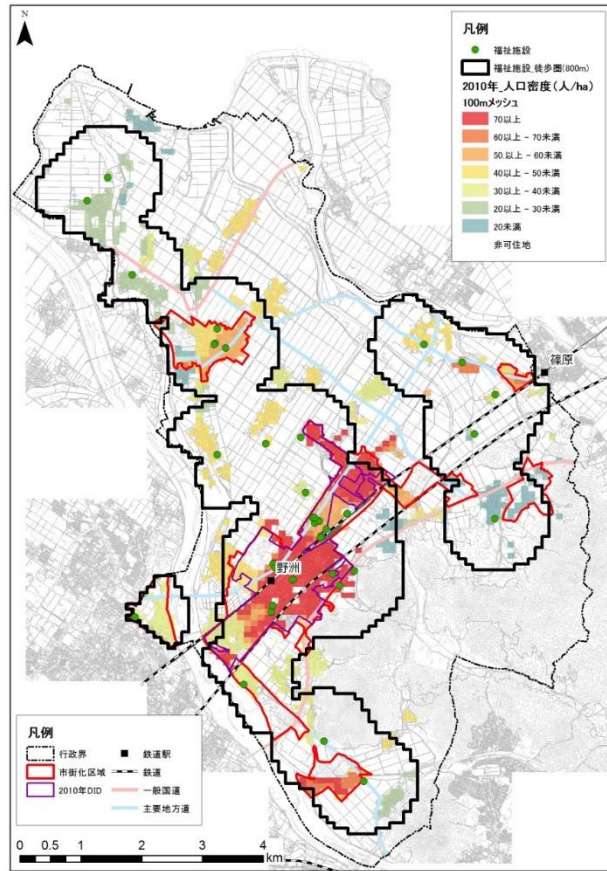 N
凡例
福祉施設
福祉施設_徒歩圏(800m)
2010年_人口密度(人/ha)
100mメッシュ
70以上
60以上 - 70未満
50.以上 - 60未満
40以上 - 50未満
30以上 - 40未満
20以上 - 30未満
20未満
非可住地
篠原
野洲
凡例
行政界
市街化区域
2010年DID
鉄道駅
鉄道
一般国道
主要地方道
0 0.5 1 2 3 4
km